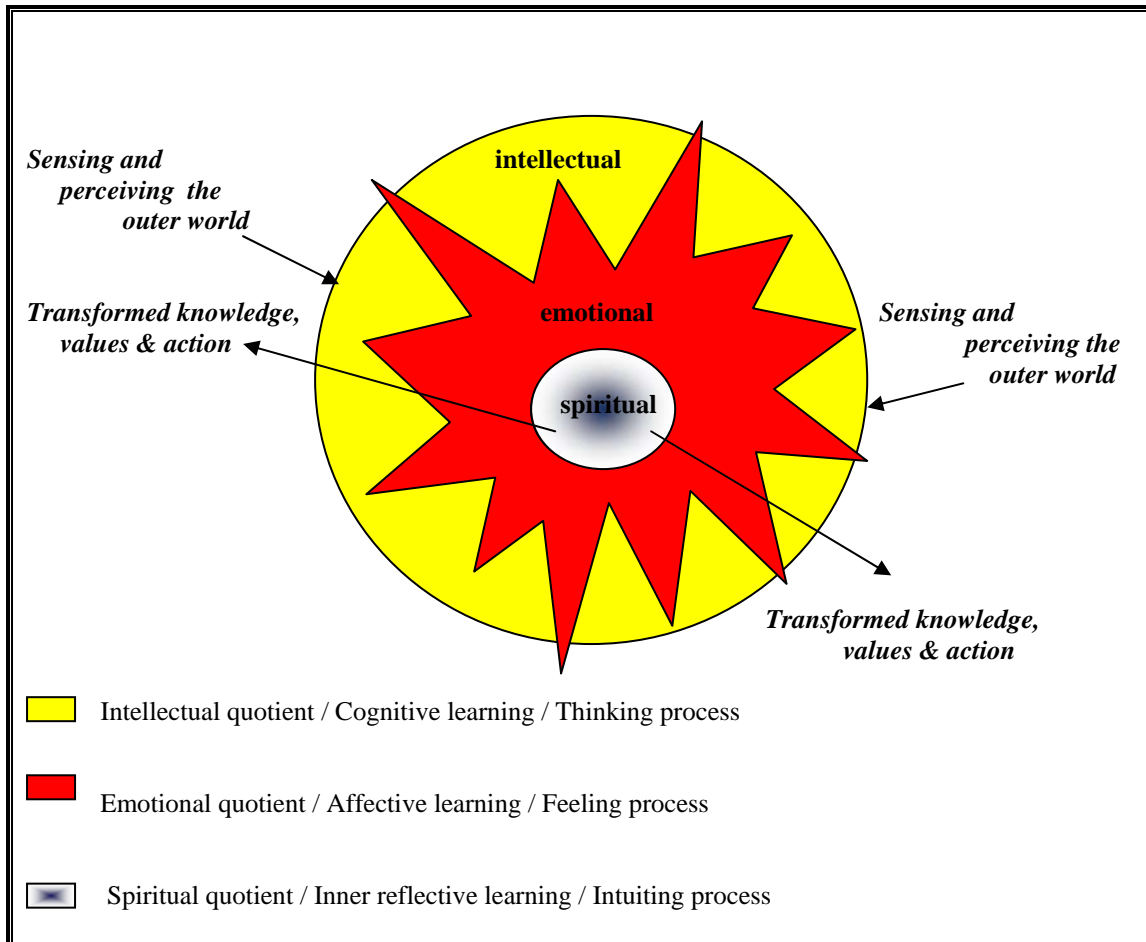 intellectual
Sensing and
perceiving the
outer world
Transformed knowledge,
values & action
emotional
Sensing and
perceiving the
outer world
spiritual
Transformed knowledge,
values & action
Intellectual quotient / Cognitive learning / Thinking process
Emotional quotient / Affective learning / Feeling process
Spiritual quotient / Inner reflective learning / Intuiting process